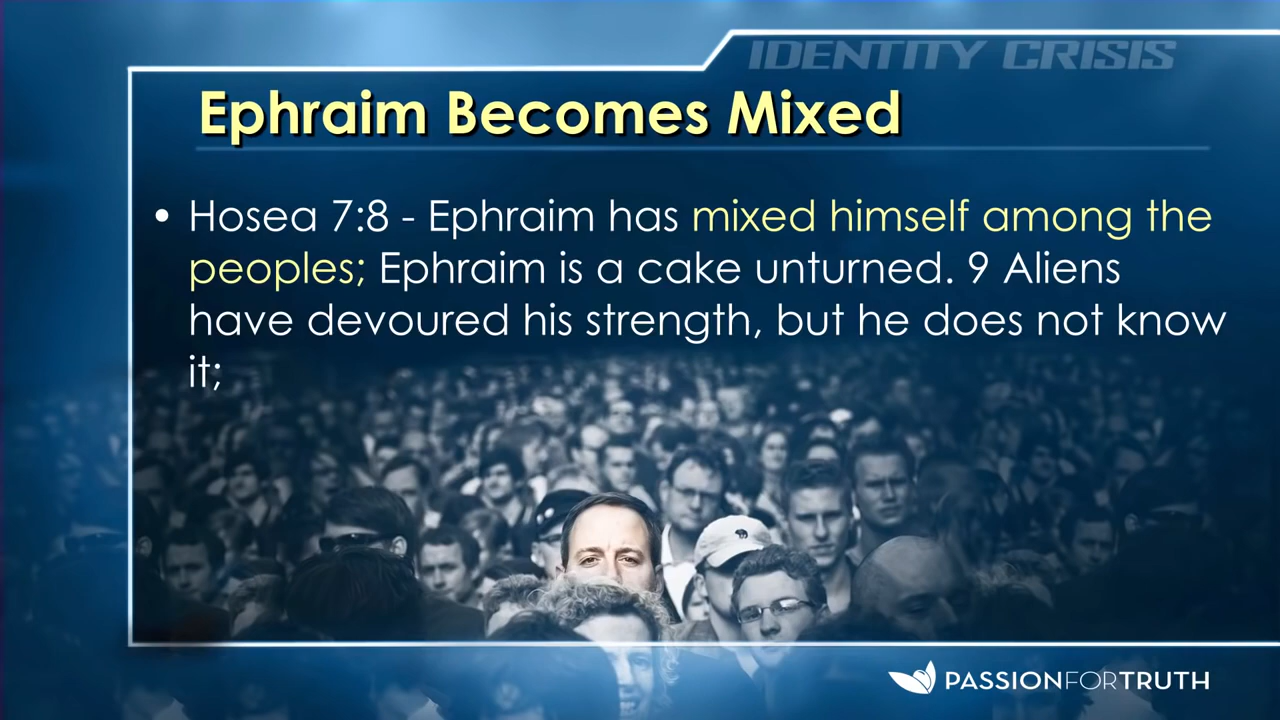 IDENTITY CRISIS
Ephraim Becomes Mixed
• Hosea 7:8 - Ephraim has mixed himself among the
peoples; Ephraim is a cake unturned. 9 Aliens
have devoured his strength, but he does not know
it;
PASSIONFORTRUTH